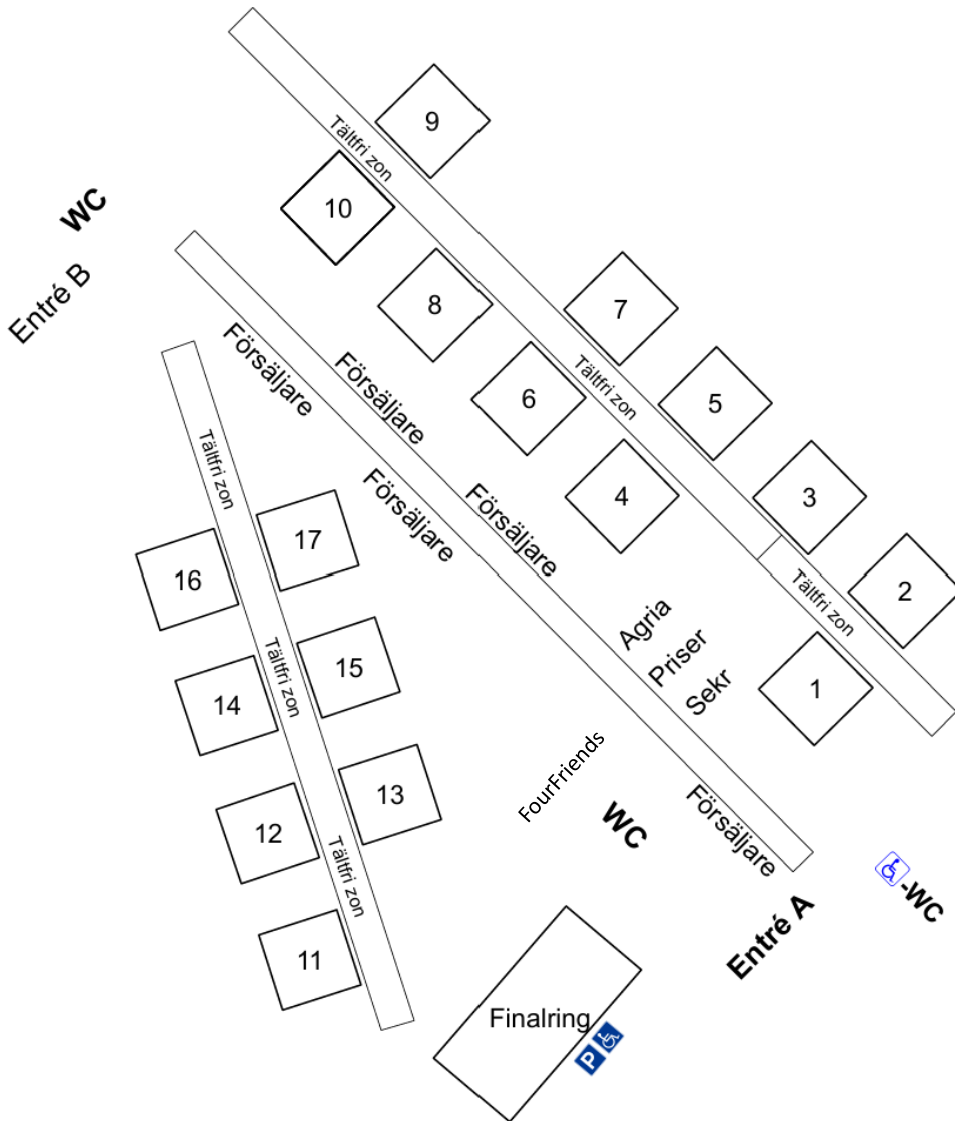 9
Tältfri zon
10
WC
Entré B
8
7
Försäljare
Försäljare
6
Tältfri zon
5
Tältfri zon
4
3
Försäljare
Försäljare
17
16
2
Tältfri zon
Agria
Priser
Sekr
1
15
14
Tältfri zon
FourFriends
13
12
WC
Försäljare
Tältfri zon
-WC
Entré A
11
Finalring
P